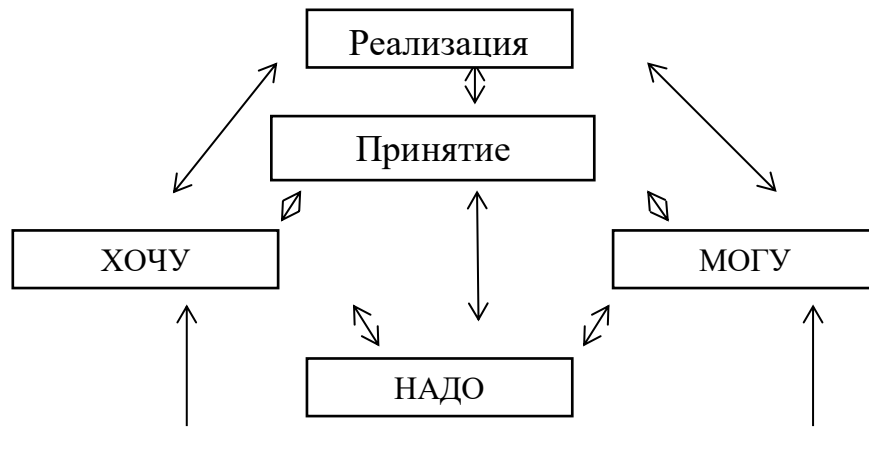 Реализация
Принятие
ХОЧУ
МОГУ
НАДО